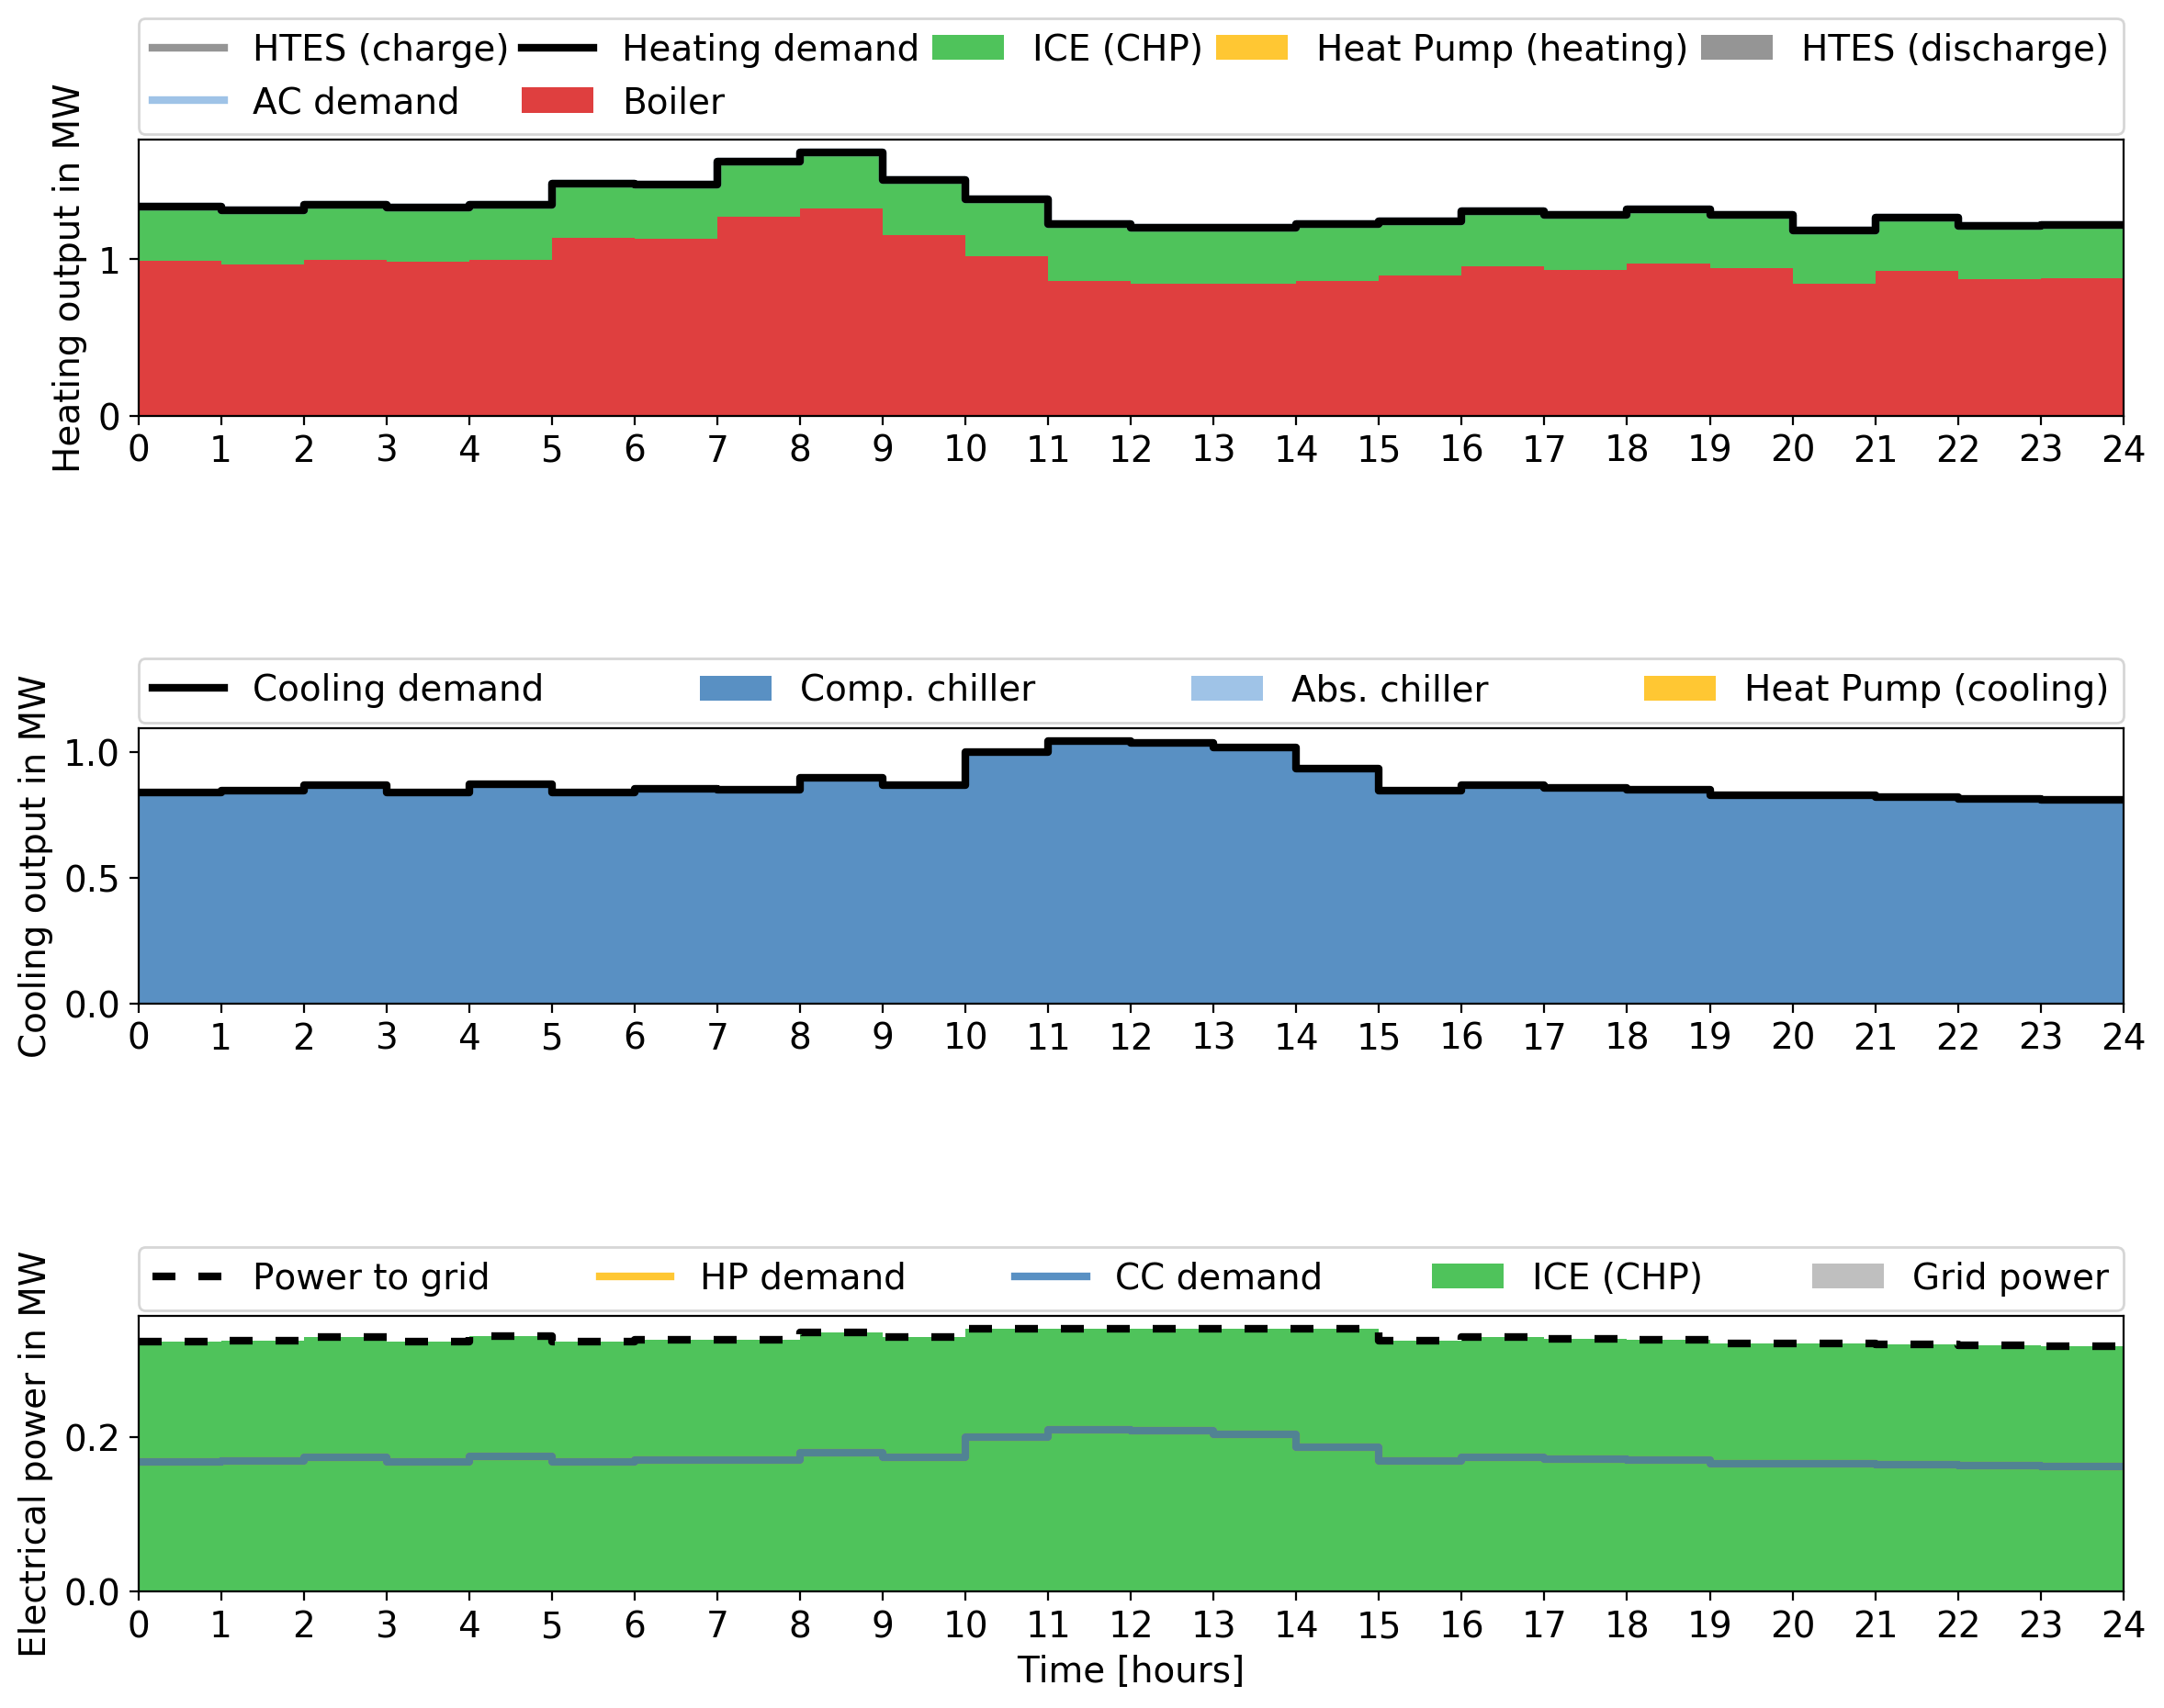 HTES (charge) Heating demand ICE (CHP) Heat Pump (heating) HTES (discharge)
AC demand Boiler
Heating output in MW
1
0
0 1 2 3 4 5 6 7 8 9 10 11 12 13 14 15 16 17 18 19 20 21 22 23 24
Cooling demand Comp. chiller Abs. chiller Heat Pump (cooling)
Cooling output in MW
1.0
0.5
0.0
0 1 2 3 4 5 6 7 8 9 10 11 12 13 14 15 16 17 18 19 20 21 22 23 24
Power to grid HP demand CC demand ICE (CHP) Grid power
Electrical power in MW
0.2
0.0
0 1 2 3 4 5 6 7 8 9 10 11 12 13 14 15 16 17 18 19 20 21 22 23 24
Time [hours]